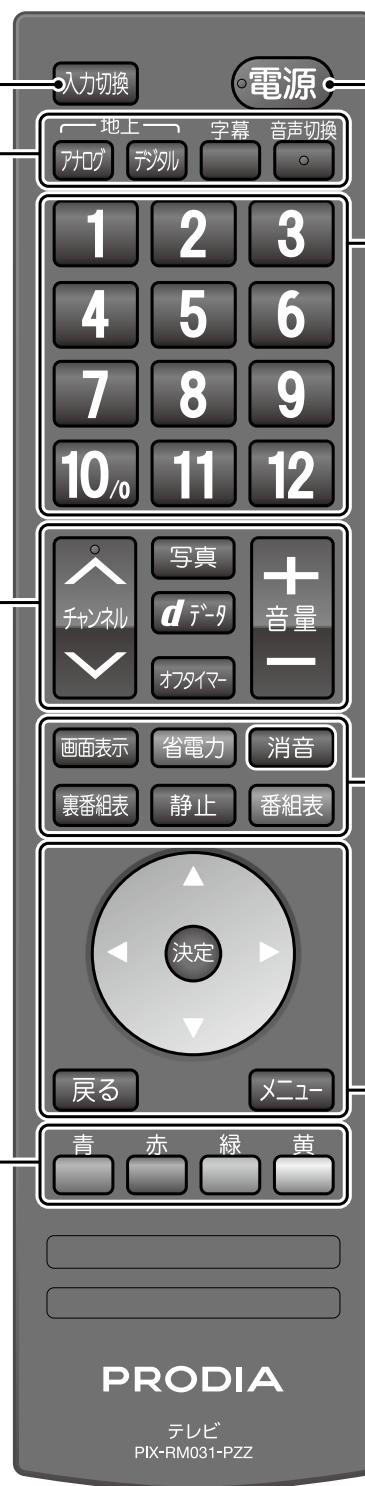 入力切換 電源
地上 字幕 音声切換
アナログ デジタル
1 2 3
4 5 6
7 8 9
10/0 11 12
写真
チャンネル dデータ + 音量 −
オフタイマー
画面表示 省電力 消音
裏番組表 静止 番組表
決定
戻る メニュー
青 赤 緑 黄
PRODIA
テレビ
PIX-RM031-PZZ